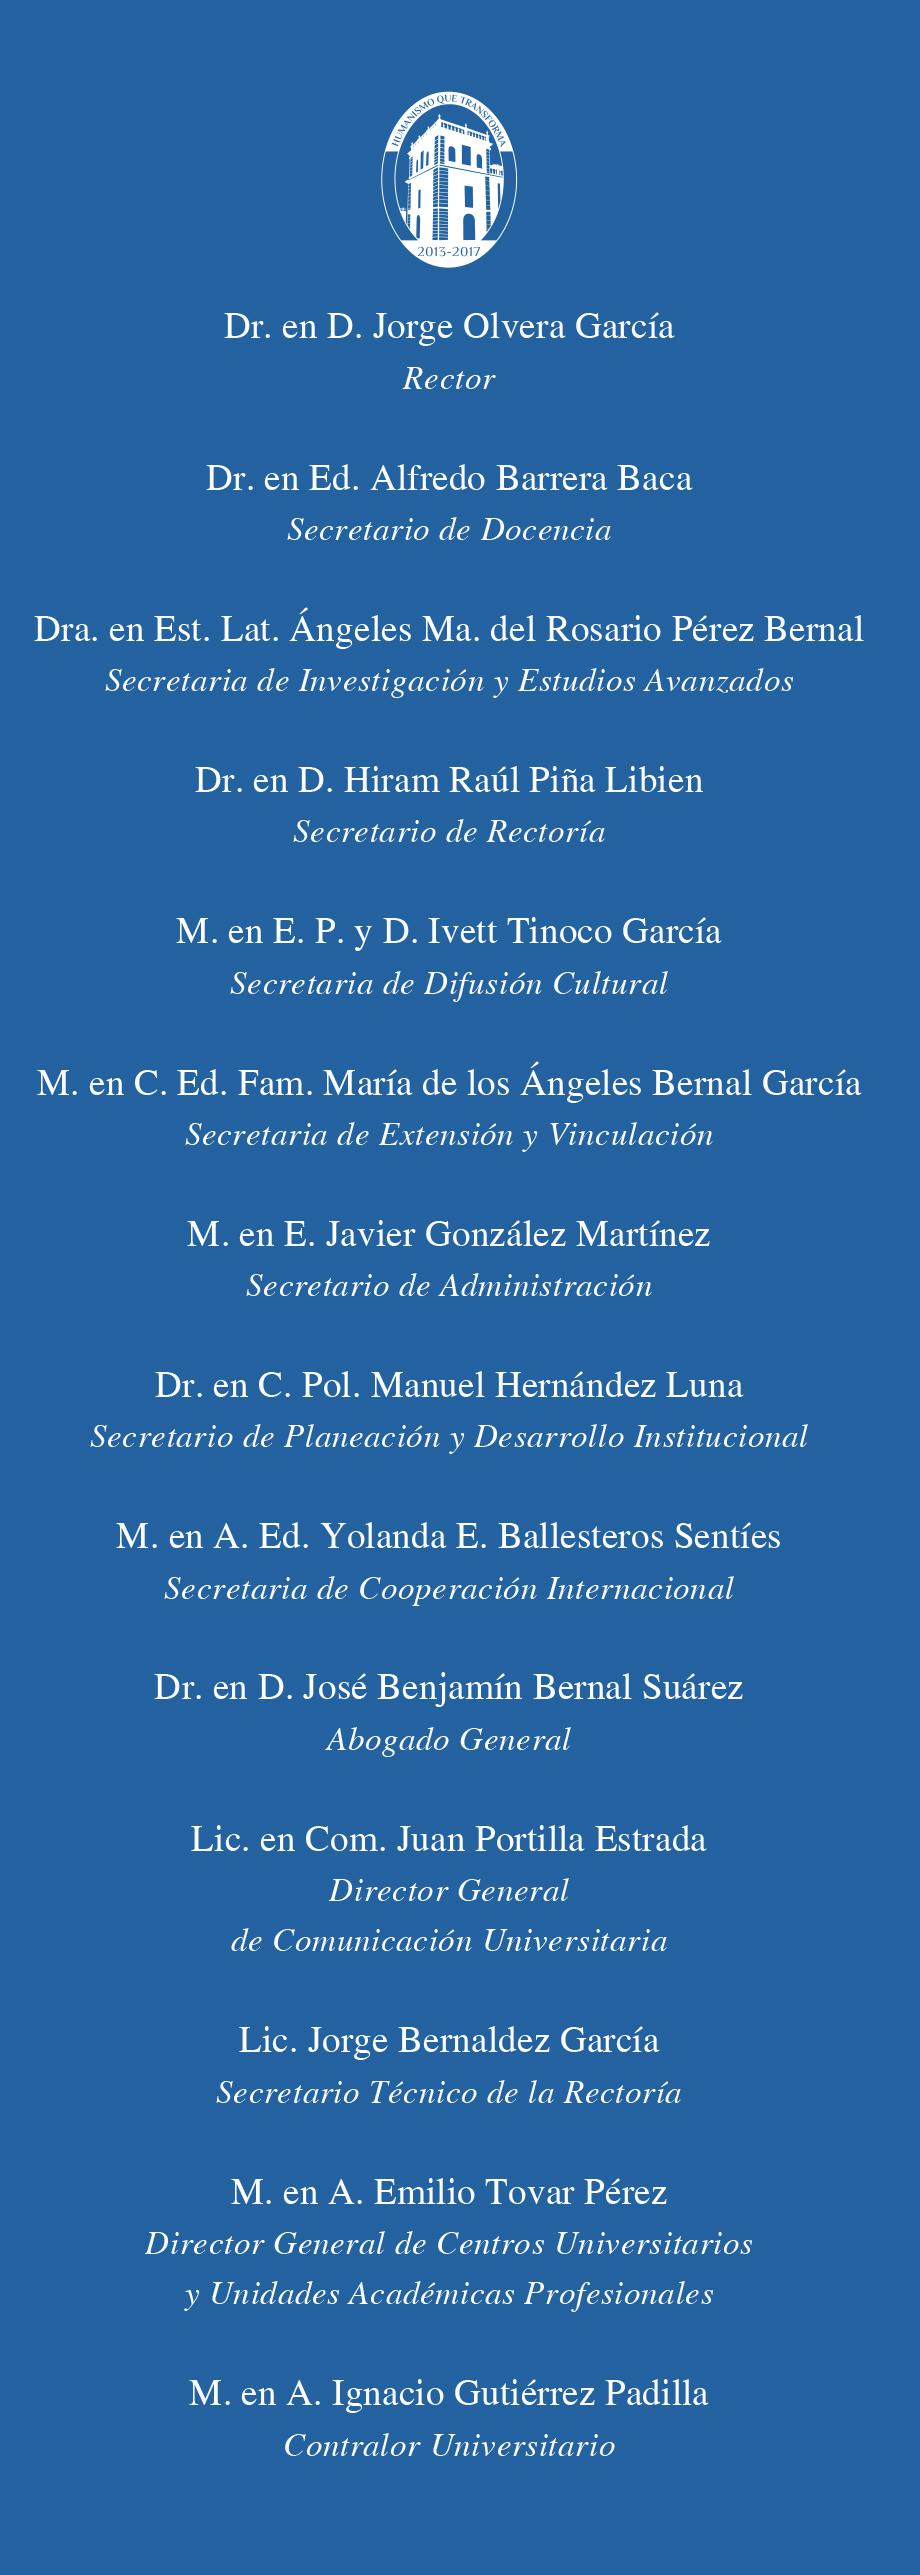 HUMANISMO QUE TRANSFORMA
2013-2017
Dr. en D. Jorge Olvera García
Rector
Dr. en Ed. Alfredo Barrera Baca
Secretario de Docencia
Dra. en Est. Lat. Ángeles Ma. del Rosario Pérez Bernal
Secretaria de Investigación y Estudios Avanzados
Dr. en D. Hiram Raúl Piña Libien
Secretario de Rectoría
M. en E. P. y D. Ivett Tinoco García
Secretaria de Difusión Cultural
M. en C. Ed. Fam. María de los Ángeles Bernal García
Secretaria de Extensión y Vinculación
M. en E. Javier González Martínez
Secretario de Administración
Dr. en C. Pol. Manuel Hernández Luna
Secretario de Planeación y Desarrollo Institucional
M. en A. Ed. Yolanda E. Ballesteros Sentíes
Secretaria de Cooperación Internacional
Dr. en D. José Benjamín Bernal Suárez
Abogado General
Lic. en Com. Juan Portilla Estrada
Director General
de Comunicación Universitaria
Lic. Jorge Bernaldez García
Secretario Técnico de la Rectoría
M. en A. Emilio Tovar Pérez
Director General de Centros Universitarios
y Unidades Académicas Profesionales
M. en A. Ignacio Gutiérrez Padilla
Contralor Universitario